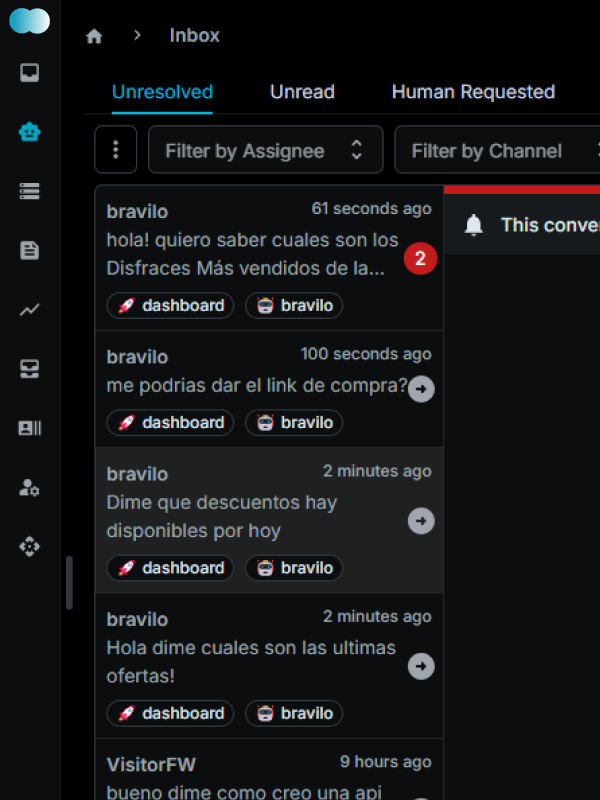 Inbox
Unresolved Unread Human Requested
Filter by Assignee Filter by Channel
bravilo 61 seconds ago
hola! quiero saber cuales son los
Disfraces Más vendidos de la...
2
dashboard bravilo
bravilo 100 seconds ago
me podrias dar el link de compra?
dashboard bravilo
bravilo 2 minutes ago
Dime que descuentos hay
disponibles por hoy
dashboard bravilo
bravilo 2 minutes ago
Hola dime cuales son las ultimas
ofertas!
dashboard bravilo
VisitorFW 9 hours ago
bueno dime como creo una api
This conve